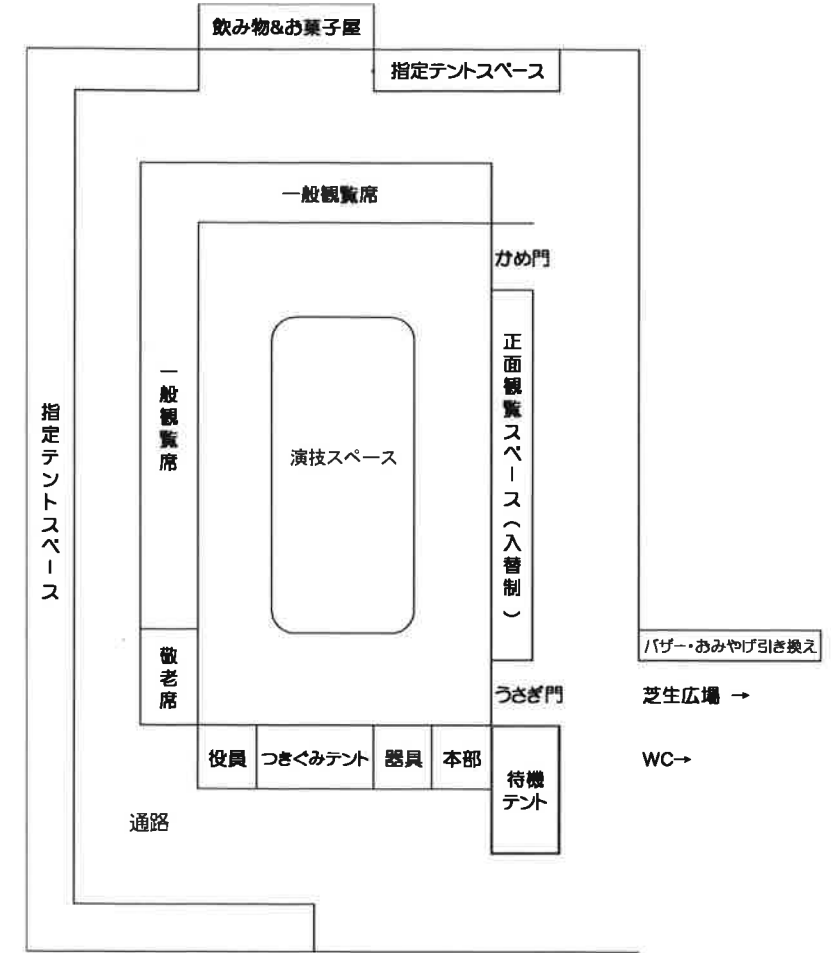 飲み物&お菓子屋
指定テントスペース
一般観覧席
かめ門
正面観覧スペース(入替制)
一般観覧席
指定テントスペース
演技スペース
バザー・おみやげ引き換え
敬老席
うさぎ門
芝生広場 →
役員
つきぐみテント
器具
本部
WC→
待機
テント
通路